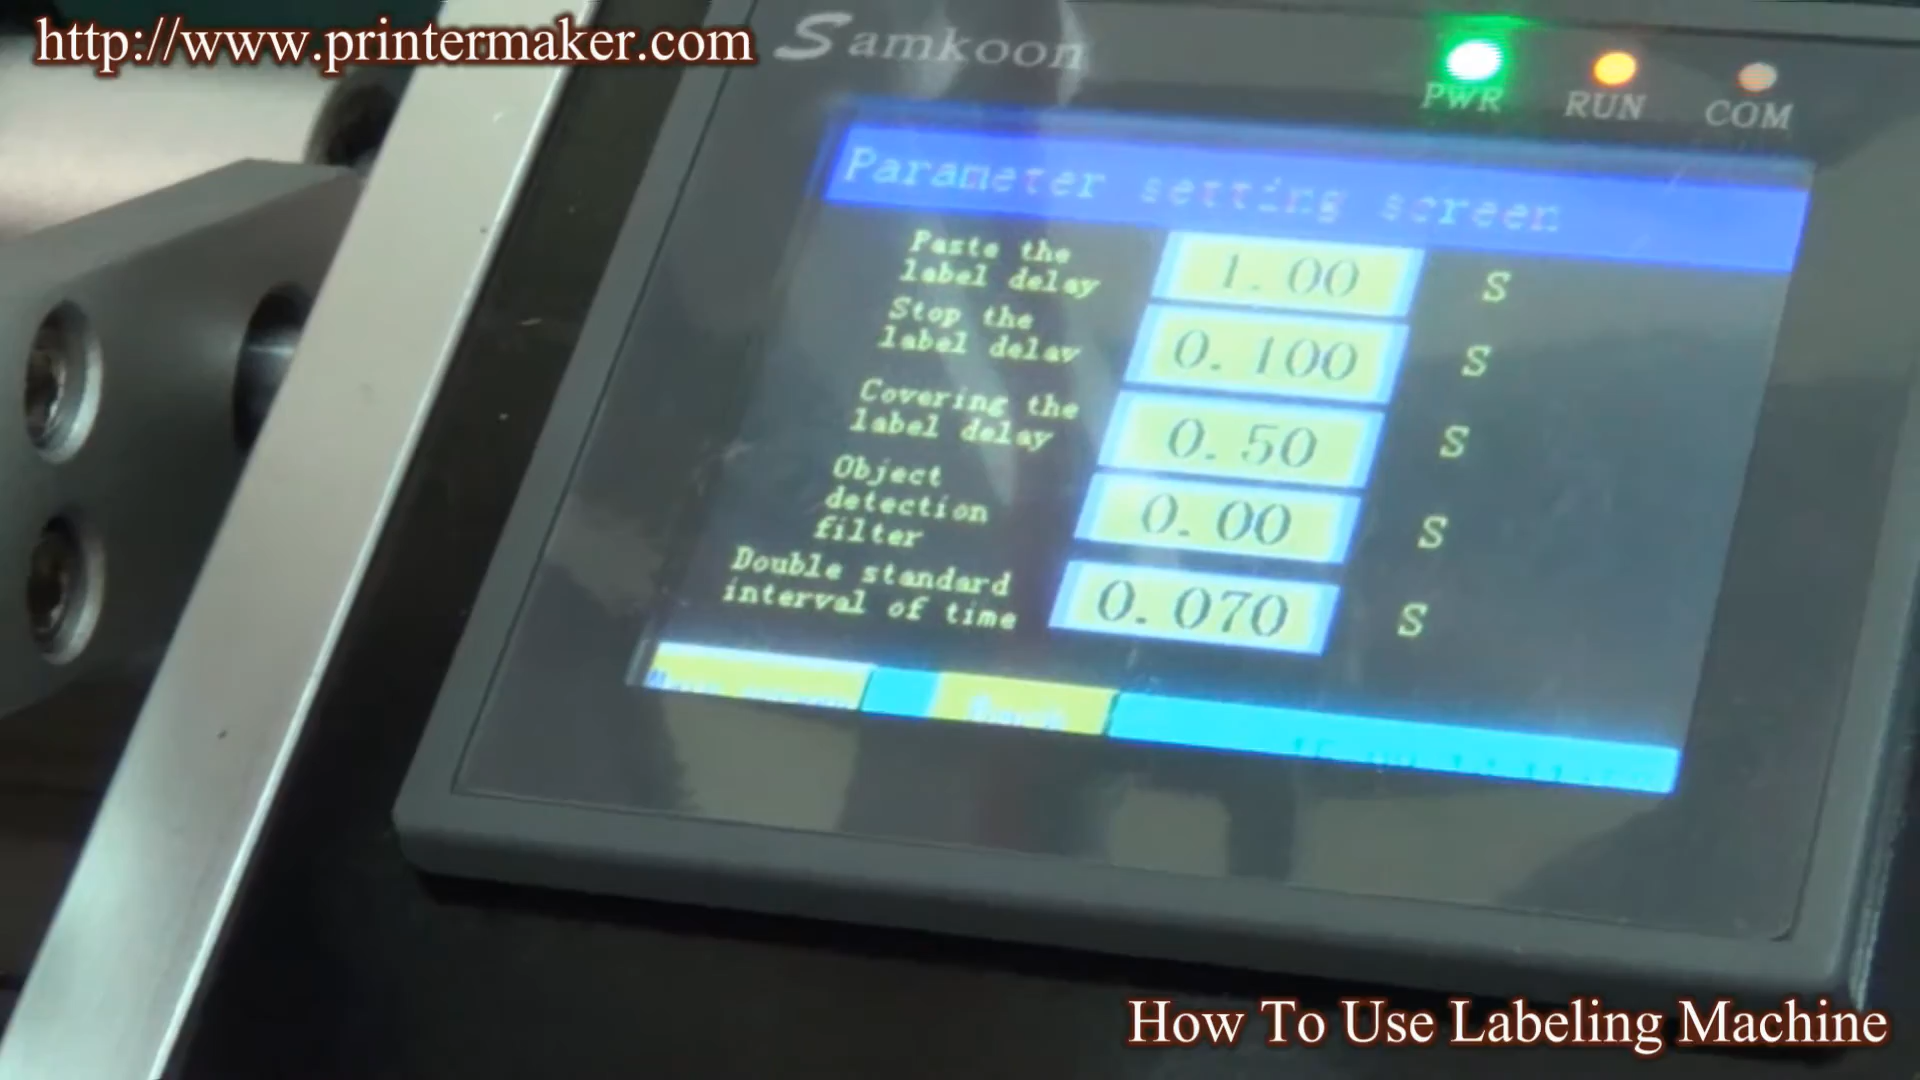 http://www.printermaker.com
Samkoon
PWR RUN COM
Parameter setting screen
Paste the
label delay 1.00 S
Stop the
label delay 0.100 S
Covering the
label delay 0.50 S
Object
detection
filter 0.00 S
Double standard
interval of time 0.070 S
How To Use Labeling Machine